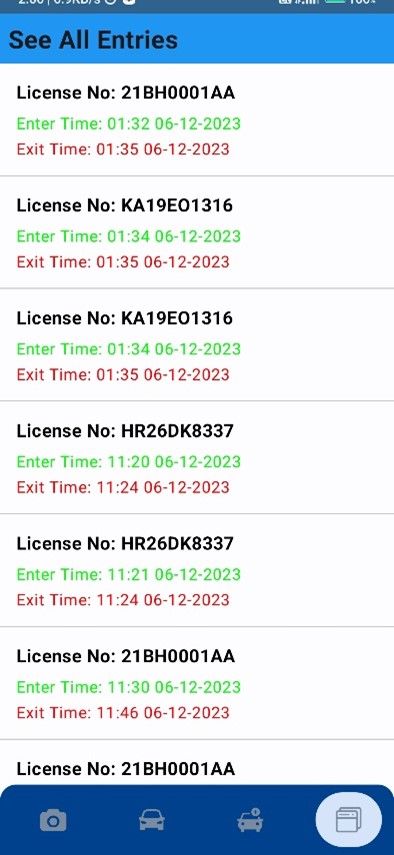 See All Entries
License No: 21BH0001AA
Enter Time: 01:32 06-12-2023
Exit Time: 01:35 06-12-2023
License No: KA19EO1316
Enter Time: 01:34 06-12-2023
Exit Time: 01:35 06-12-2023
License No: KA19EO1316
Enter Time: 01:34 06-12-2023
Exit Time: 01:35 06-12-2023
License No: HR26DK8337
Enter Time: 11:20 06-12-2023
Exit Time: 11:24 06-12-2023
License No: HR26DK8337
Enter Time: 11:21 06-12-2023
Exit Time: 11:24 06-12-2023
License No: 21BH0001AA
Enter Time: 11:30 06-12-2023
Exit Time: 11:46 06-12-2023
License No: 21BH0001AA